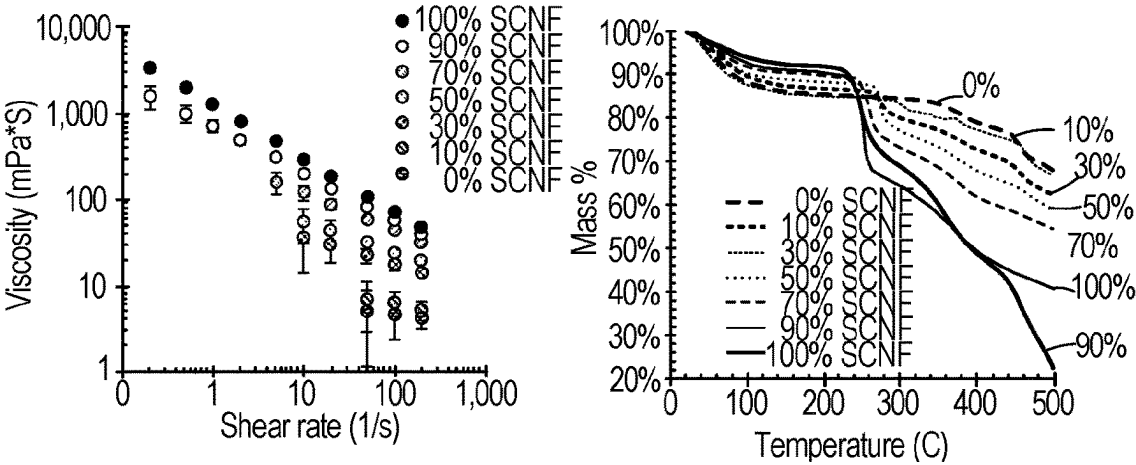 10,000
1,000
100
10
1
Viscosity (mPa*S)
0 1 10 100 1,000
Shear rate (1/s)
100% SCNF
90% SCNF
70% SCNF
50% SCNF
30% SCNF
10% SCNF
0% SCNF
100%
90%
80%
70%
60%
50%
40%
30%
20%
Mass %
0 100 200 300 400 500
Temperature (C)
0% SCNF
10% SCNF
30% SCNF
50% SCNF
70% SCNF
90% SCNF
100% SCNF
0%
10%
30%
50%
70%
100%
90%